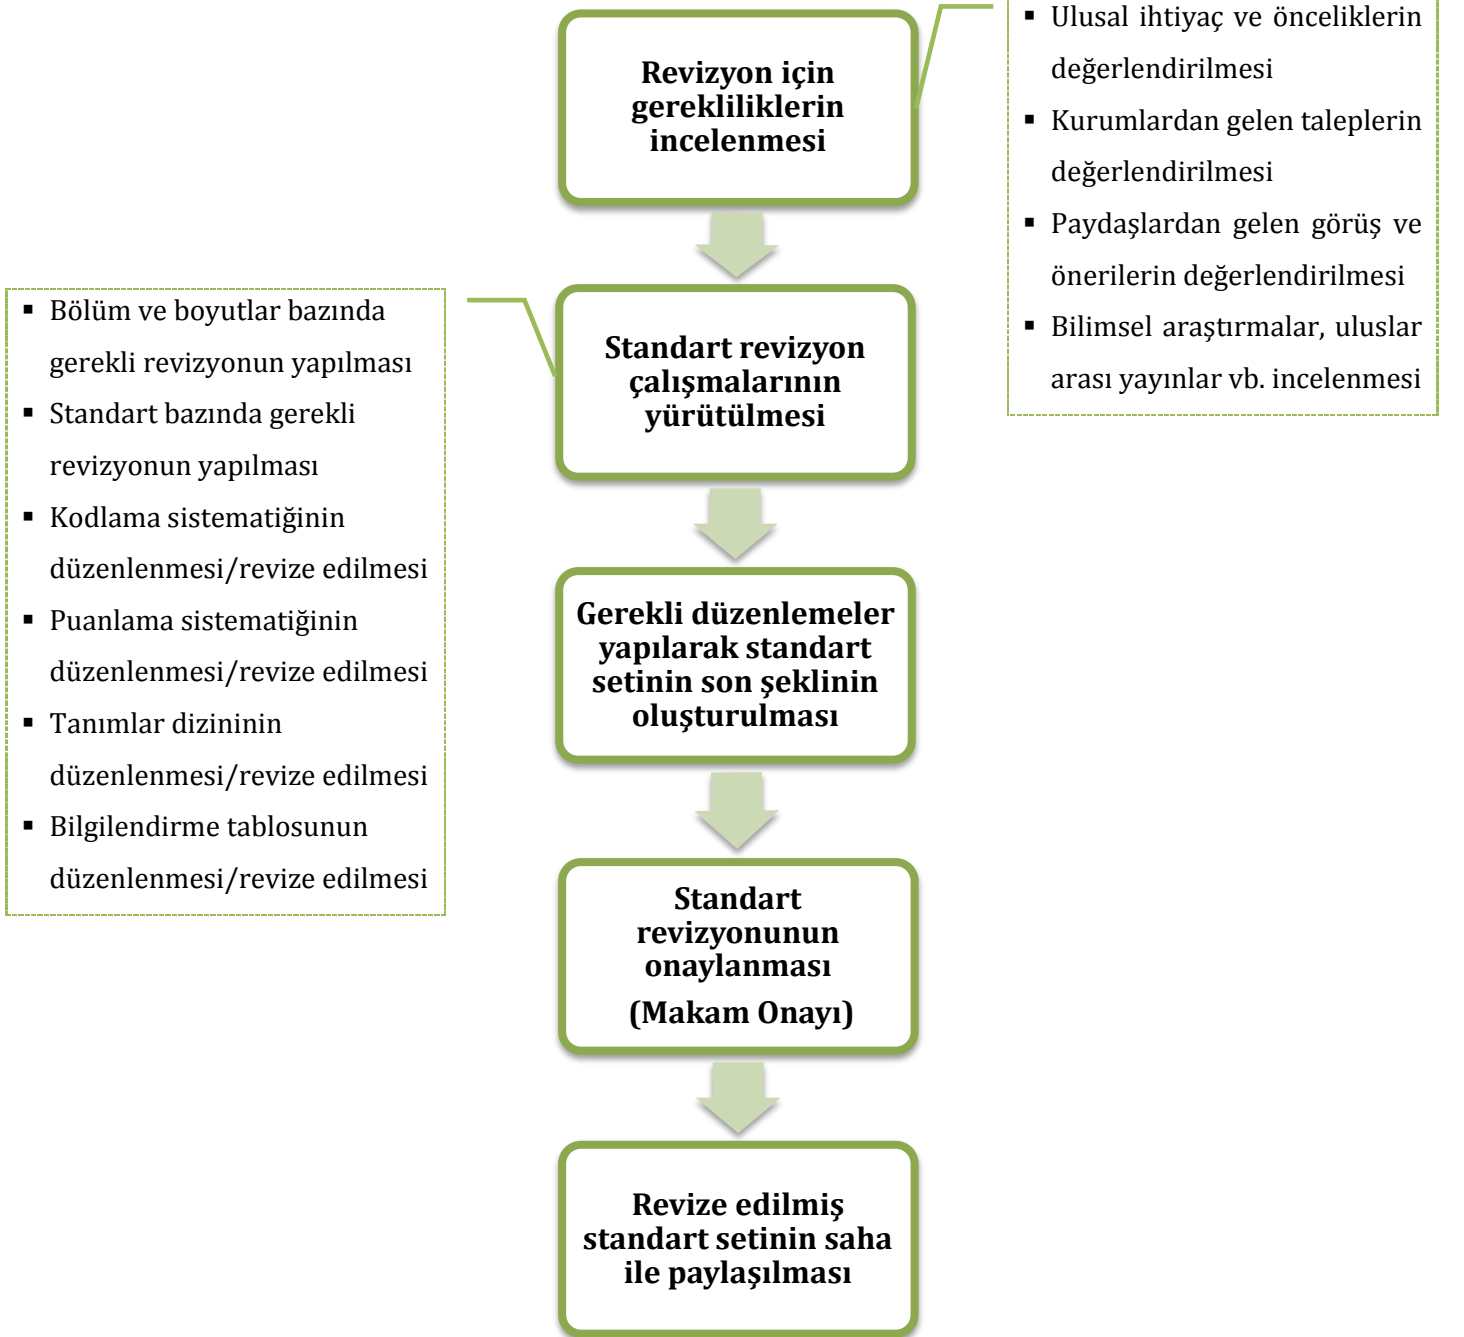 Revizyon için
gerekliliklerin
incelenmesi
▪ Ulusal ihtiyaç ve önceliklerin
değerlendirilmesi
▪ Kurumlardan gelen taleplerin
değerlendirilmesi
▪ Paydaşlardan gelen görüş ve
önerilerin değerlendirilmesi
▪ Bilimsel araştırmalar, uluslar
arası yayınlar vb. incelenmesi
Standart revizyon
çalışmalarının
yürütülmesi
▪ Bölüm ve boyutlar bazında
gerekli revizyonun yapılması
▪ Standart bazında gerekli
revizyonun yapılması
▪ Kodlama sistematiğinin
düzenlenmesi/revize edilmesi
▪ Puanlama sistematiğinin
düzenlenmesi/revize edilmesi
▪ Tanımlar dizininin
düzenlenmesi/revize edilmesi
▪ Bilgilendirme tablosunun
düzenlenmesi/revize edilmesi
Gerekli düzenlemeler
yapılarak standart
setinin son şeklinin
oluşturulması
Standart
revizyonunun
onaylanması
(Makam Onayı)
Revize edilmiş
standart setinin saha
ile paylaşılması